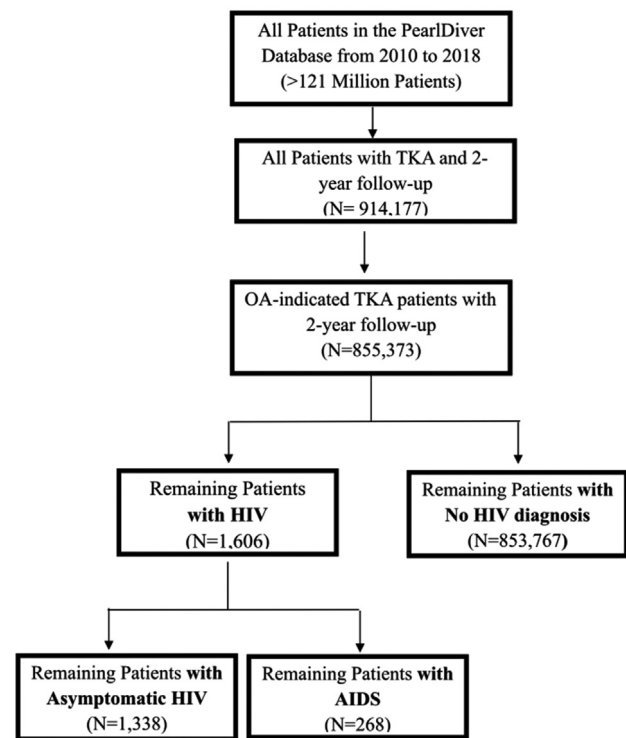 All Patients in the PearlDiver
Database from 2010 to 2018
(>121 Million Patients)
All Patients with TKA and 2-
year follow-up
(N= 914,177)
OA-indicated TKA patients with
2-year follow-up
(N=855,373)
Remaining Patients
with HIV
(N=1,606)
Remaining Patients with
No HIV diagnosis
(N=853,767)
Remaining Patients with
Asymptomatic HIV
(N=1,338)
Remaining Patients with
AIDS
(N=268)